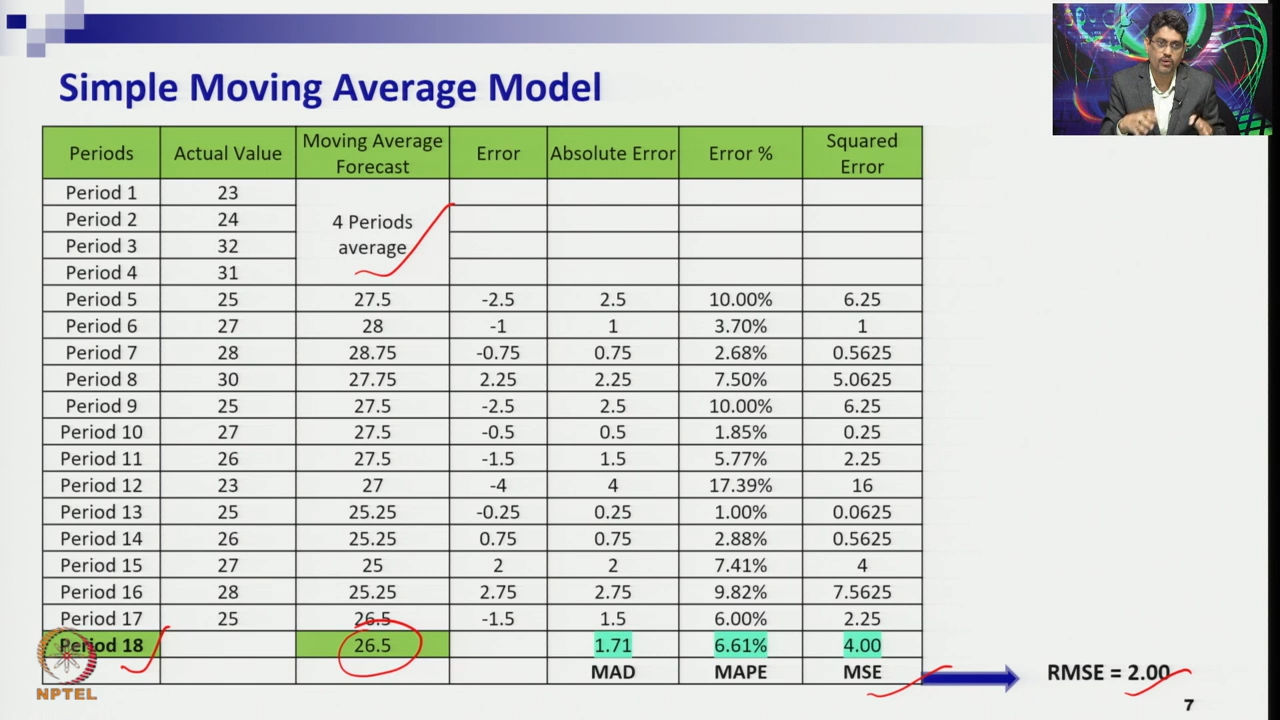 Simple Moving Average Model
Periods Actual Value Moving Average Forecast Error Absolute Error Error % Squared Error
Period 1 23
Period 2 24
4 Periods average
Period 3 32
Period 4 31
Period 5 25 27.5 -2.5 2.5 10.00% 6.25
Period 6 27 28 -1 1 3.70% 1
Period 7 28 28.75 -0.75 0.75 2.68% 0.5625
Period 8 30 27.75 2.25 2.25 7.50% 5.0625
Period 9 25 27.5 -2.5 2.5 10.00% 6.25
Period 10 27 27.5 -0.5 0.5 1.85% 0.25
Period 11 26 27.5 -1.5 1.5 5.77% 2.25
Period 12 23 27 -4 4 17.39% 16
Period 13 25 25.25 -0.25 0.25 1.00% 0.0625
Period 14 26 25.25 0.75 0.75 2.88% 0.5625
Period 15 27 25 2 2 7.41% 4
Period 16 28 25.25 2.75 2.75 9.82% 7.5625
Period 17 25 26.5 -1.5 1.5 6.00% 2.25
Period 18 26.5 1.71 6.61% 4.00
MAD MAPE MSE RMSE = 2.00
NPTEL
7